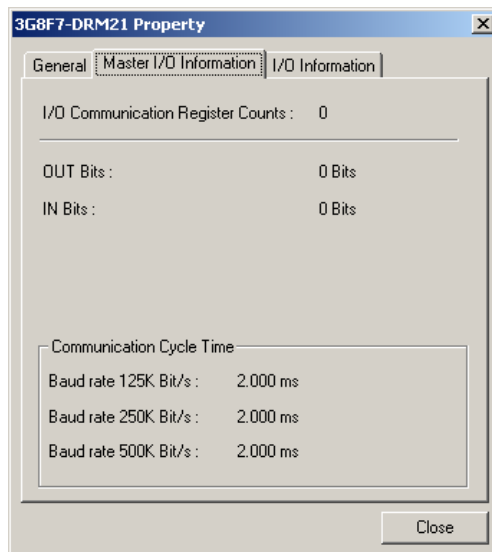 3G8F7-DRM21 Property
General Master I/O Information I/O Information
I/O Communication Register Counts : 0
OUT Bits : 0 Bits
IN Bits : 0 Bits
Communication Cycle Time
Baud rate 125K Bit/s : 2.000 ms
Baud rate 250K Bit/s : 2.000 ms
Baud rate 500K Bit/s : 2.000 ms
Close